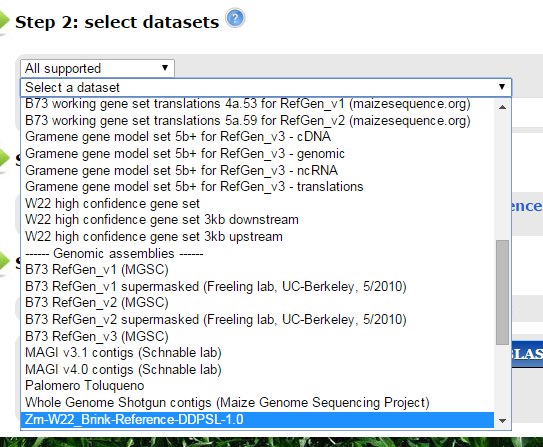 Step 2: select datasets
?
All supported
Select a dataset
B73 working gene set translations 4a.53 for RefGen_v1 (maizesequence.org)
B73 working gene set translations 5a.59 for RefGen_v2 (maizesequence.org)
Gramene gene model set 5b+ for RefGen_v3 - cDNA
Gramene gene model set 5b+ for RefGen_v3 - genomic
Gramene gene model set 5b+ for RefGen_v3 - ncRNA
Gramene gene model set 5b+ for RefGen_v3 - translations
W22 high confidence gene set
W22 high confidence gene set 3kb downstream
W22 high confidence gene set 3kb upstream
------ Genomic assemblies ------
B73 RefGen_v1 (MGSC)
B73 RefGen_v1 supermasked (Freeling lab, UC-Berkeley, 5/2010)
B73 RefGen_v2 (MGSC)
B73 RefGen_v2 supermasked (Freeling lab, UC-Berkeley, 5/2010)
B73 RefGen_v3 (MGSC)
MAGI v3.1 contigs (Schnable lab)
MAGI v4.0 contigs (Schnable lab)
Palomero Toluqueno
Whole Genome Shotgun contigs (Maize Genome Sequencing Project)
Zm-W22_Brink-Reference-DDPSL-1.0